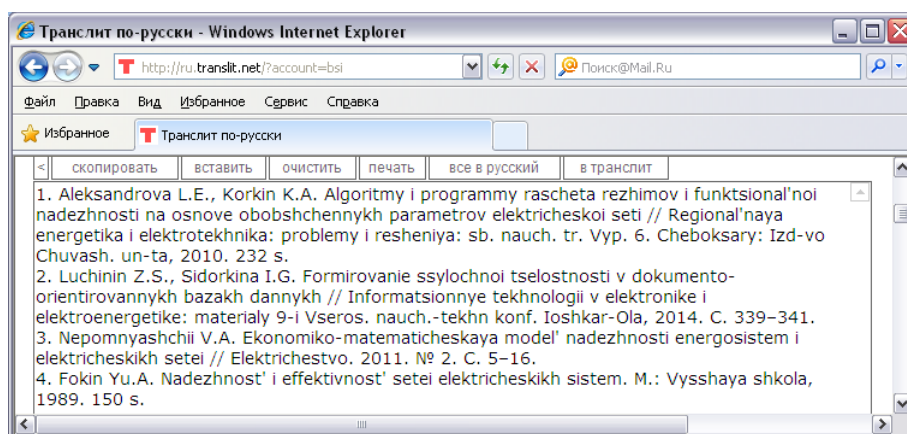 Транслит по-русски - Windows Internet Explorer
http://ru.translit.net/?account=bsi
Поиск@Mail.Ru
Файл Правка Вид Избранное Сервис Справка
Избранное
Транслит по-русски
< скопировать вставить очистить печать все в русский в транслит
1. Aleksandrova L.E., Korkin K.A. Algoritmy i programmy rascheta rezhimov i funktsional'noi
nadezhnosti na osnove obobshchennykh parametrov elektricheskoi seti // Regional'naya
energetika i elektrotekhnika: problemy i resheniya: sb. nauch. tr. Vyp. 6. Cheboksary: Izd-vo
Chuvash. un-ta, 2010. 232 s.
2. Luchinin Z.S., Sidorkina I.G. Formirovanie ssylochnoi tselostnosti v dokumento-
orientirovannykh bazakh dannykh // Informatsionnye tekhnologii v elektronike i
elektroenergetike: materialy 9-i Vseros. nauch.-tekhn konf. Ioshkar-Ola, 2014. C. 339–341.
3. Nepomnyashchii V.A. Ekonomiko-matematicheskaya model' nadezhnosti energosistem i
elektricheskikh setei // Elektrichestvo. 2011. № 2. C. 5–16.
4. Fokin Yu.A. Nadezhnost' i effektivnost' setei elektricheskikh sistem. M.: Vysshaya shkola,
1989. 150 s.